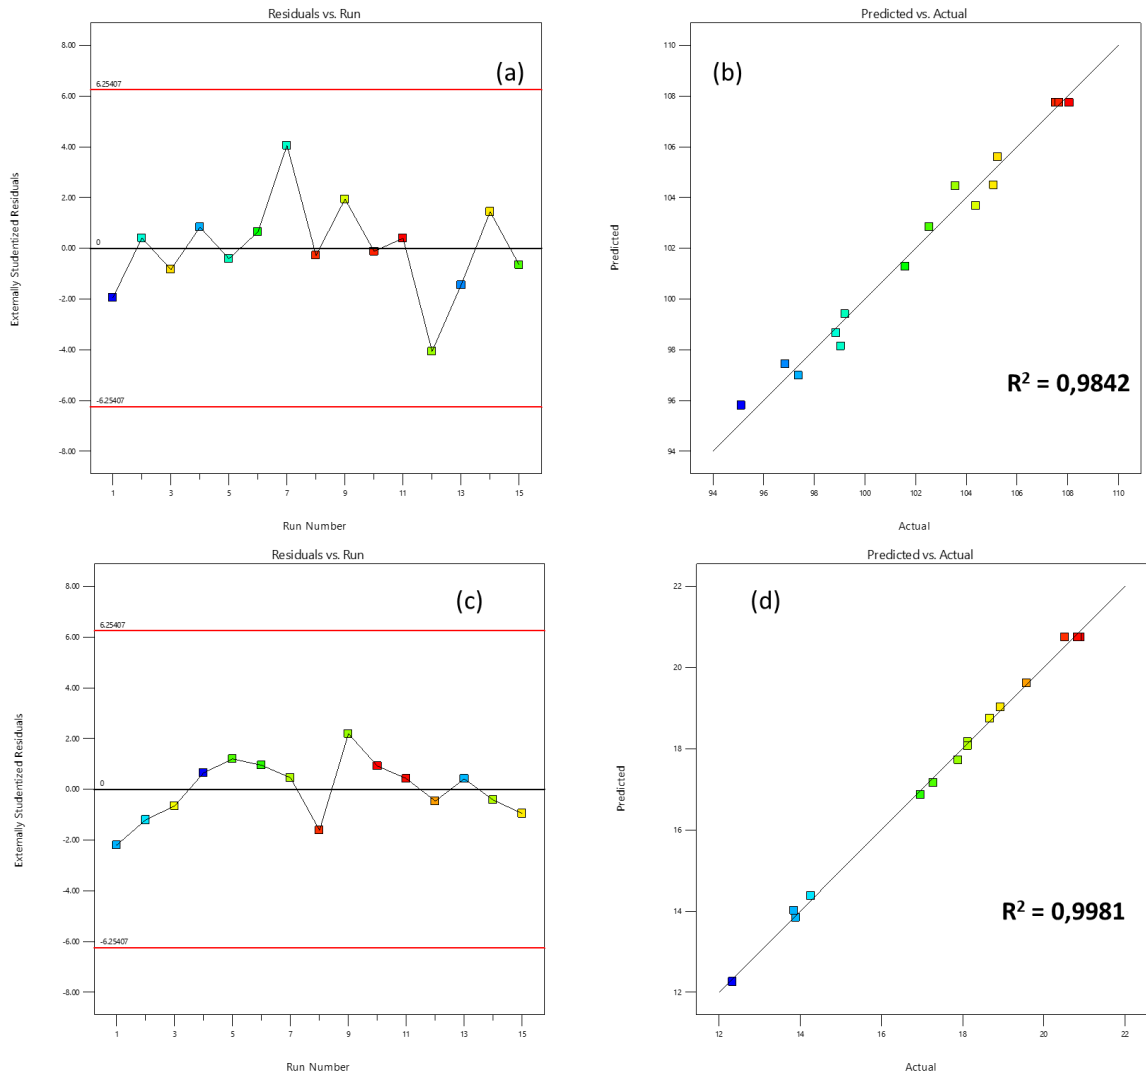 Residuals vs. Run
(a)
Externally Studentized Residuals
8.00
6.25407
6.00
4.00
2.00
0
0.00
-2.00
-4.00
-6.25407
-6.00
-8.00
1 3 5 7 9 11 13 15
Run Number
Predicted vs. Actual
(b)
Predicted
110
108
106
104
102
100
98
96
94
R² = 0,9842
94 96 98 100 102 104 106 108 110
Actual
Residuals vs. Run
(c)
Externally Studentized Residuals
8.00
6.25407
6.00
4.00
2.00
0
0.00
-2.00
-4.00
-6.25407
-6.00
-8.00
1 3 5 7 9 11 13 15
Run Number
Predicted vs. Actual
(d)
Predicted
22
20
18
16
14
12
R² = 0,9981
12 14 16 18 20 22
Actual